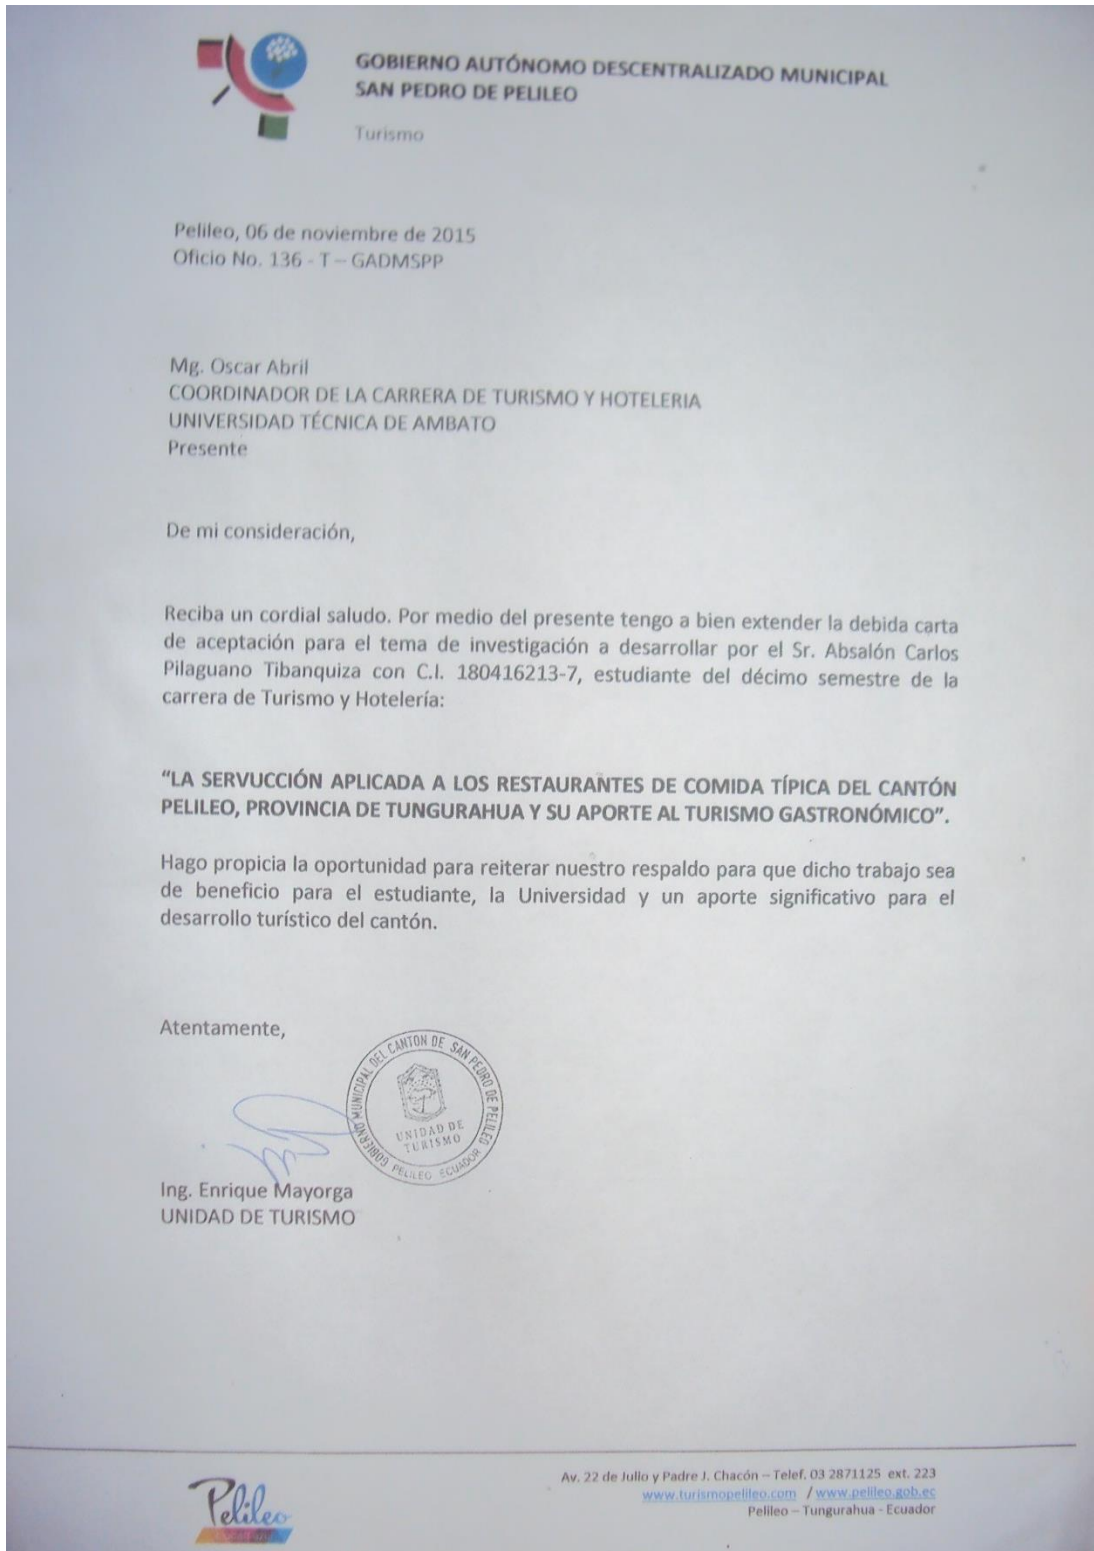 GOBIERNO AUTÓNOMO DESCENTRALIZADO MUNICIPAL
SAN PEDRO DE PELILEO
Turismo
Pelileo, 06 de noviembre de 2015
Oficio No. 136 - T – GADMSPP
Mg. Oscar Abril
COORDINADOR DE LA CARRERA DE TURISMO Y HOTELERIA
UNIVERSIDAD TÉCNICA DE AMBATO
Presente
De mi consideración,
Reciba un cordial saludo. Por medio del presente tengo a bien extender la debida carta
de aceptación para el tema de investigación a desarrollar por el Sr. Absalón Carlos
Pilaguano Tibanquiza con C.I. 180416213-7, estudiante del décimo semestre de la
carrera de Turismo y Hotelería:
“LA SERVUCCIÓN APLICADA A LOS RESTAURANTES DE COMIDA TÍPICA DEL CANTÓN
PELILEO, PROVINCIA DE TUNGURAHUA Y SU APORTE AL TURISMO GASTRONÓMICO”.
Hago propicia la oportunidad para reiterar nuestro respaldo para que dicho trabajo sea
de beneficio para el estudiante, la Universidad y un aporte significativo para el
desarrollo turístico del cantón.
Atentamente,
GOBIERNO MUNICIPAL DEL CANTON DE SAN PEDRO DE PELILEO
UNIDAD DE
TURISMO
PELILEO ECUADOR
Ing. Enrique Mayorga
UNIDAD DE TURISMO
Pelileo
Av. 22 de Julio y Padre J. Chacón – Telef. 03 2871125 ext. 223
www.turismopelileo.com / www.pelileo.gob.ec
Pelileo – Tungurahua - Ecuador